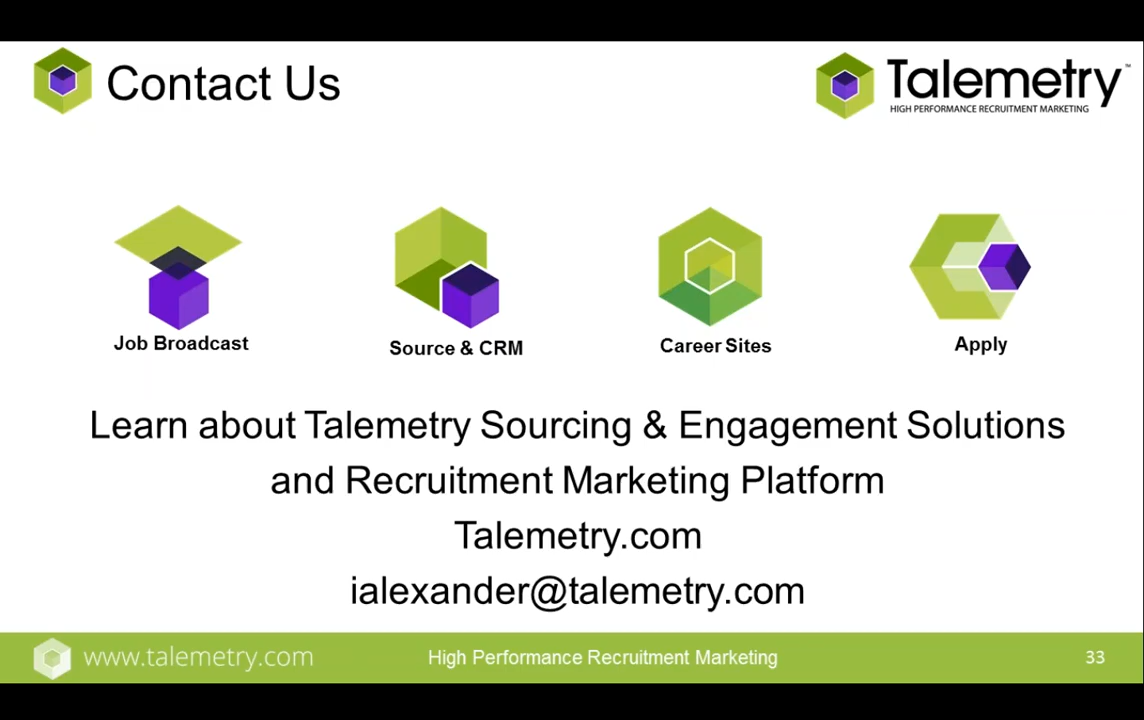 Contact Us
Talemetry™
HIGH PERFORMANCE RECRUITMENT MARKETING
Job Broadcast
Source & CRM
Career Sites
Apply
Learn about Talemetry Sourcing & Engagement Solutions
and Recruitment Marketing Platform
Talemetry.com
ialexander@talemetry.com
www.talemetry.com
High Performance Recruitment Marketing
33